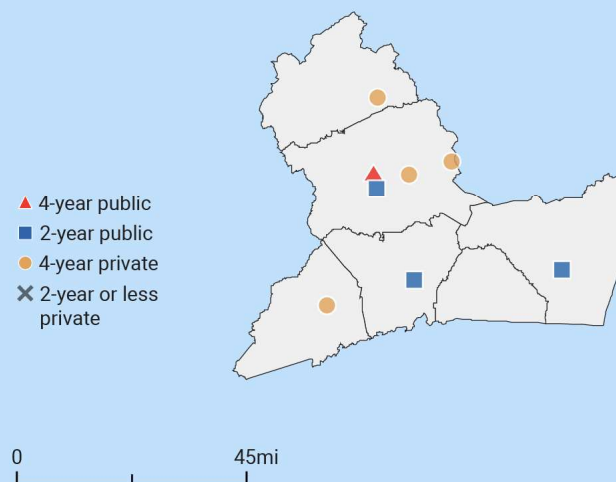 4-year public
2-year public
4-year private
2-year or less
private
0
45mi